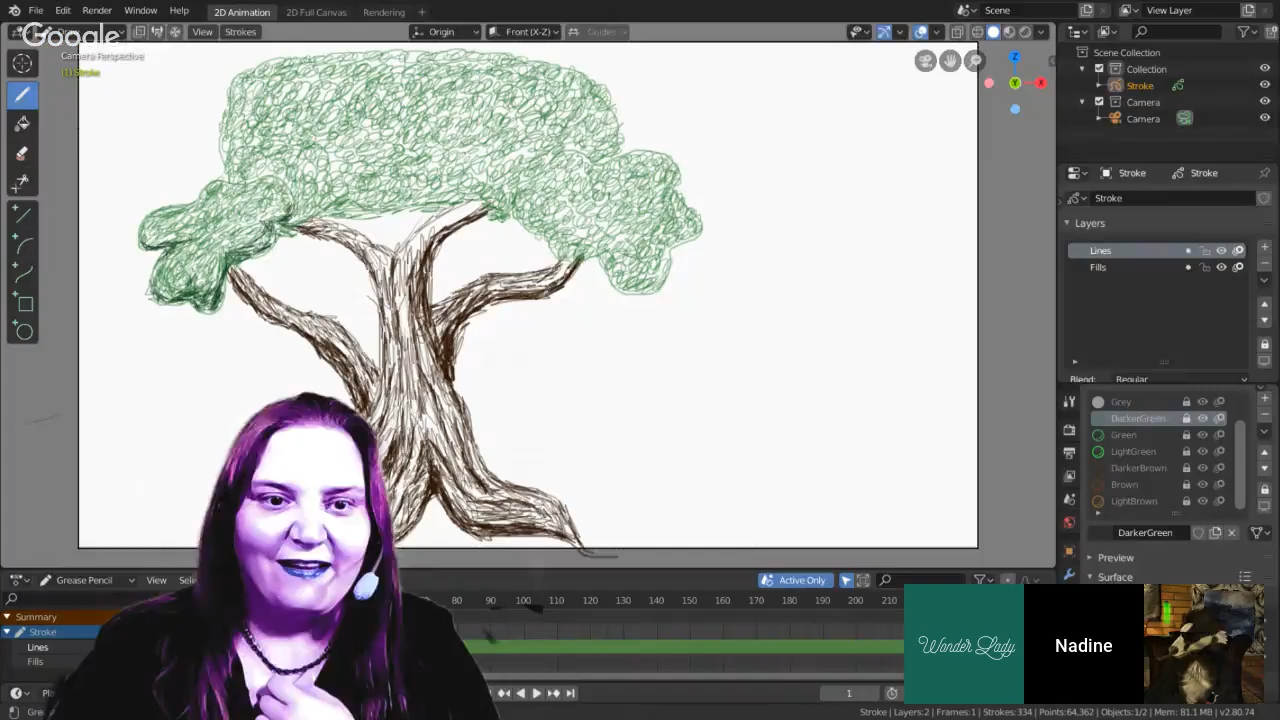 File Edit Render Window Help 2D Animation 2D Full Canvas Rendering + Scene View Layer
Google View Strokes Origin Front (X-Z) Guides
Camera Perspective
(1) Stroke
Z
Y
X
Scene Collection
Collection
Stroke
Camera
Camera
Stroke Stroke
Stroke
Layers
Lines
Fills
Blend: Regular
Grey
DarkerGreen
Green
LightGreen
DarkerBrown
Brown
LightBrown
DarkerGreen
Preview
Surface
Grease Pencil View Active Only
80 90 100 110 120 130 140 150 160 170 180 190 200 210
Summary
Stroke
Lines
Fills
1
Wonder Lady
Nadine
Stroke | Layers:2 | Frames:1 | Strokes:334 | Points:64,362 | Objects:1/2 | Mem: 81.1 MB | v2.80.74